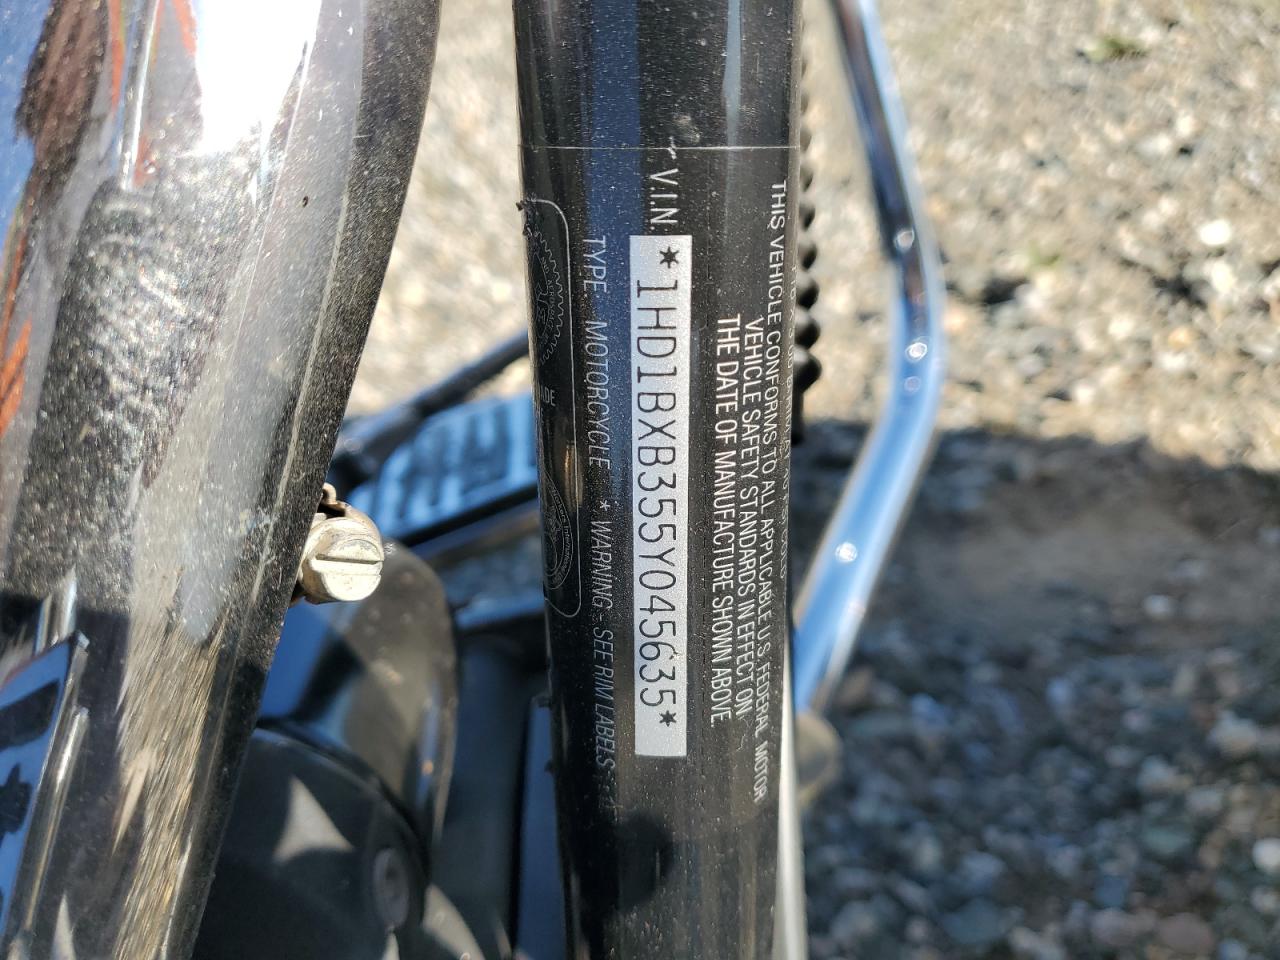 THIS VEHICLE CONFORMS TO ALL APPLICABLE U.S. FEDERAL MOTOR
VEHICLE SAFETY STANDARDS IN EFFECT ON
THE DATE OF MANUFACTURE SHOWN ABOVE.
V.I.N. *1HD1BXB355Y045635*
TYPE - MOTORCYCLE * WARNING - SEE RIM LABELS